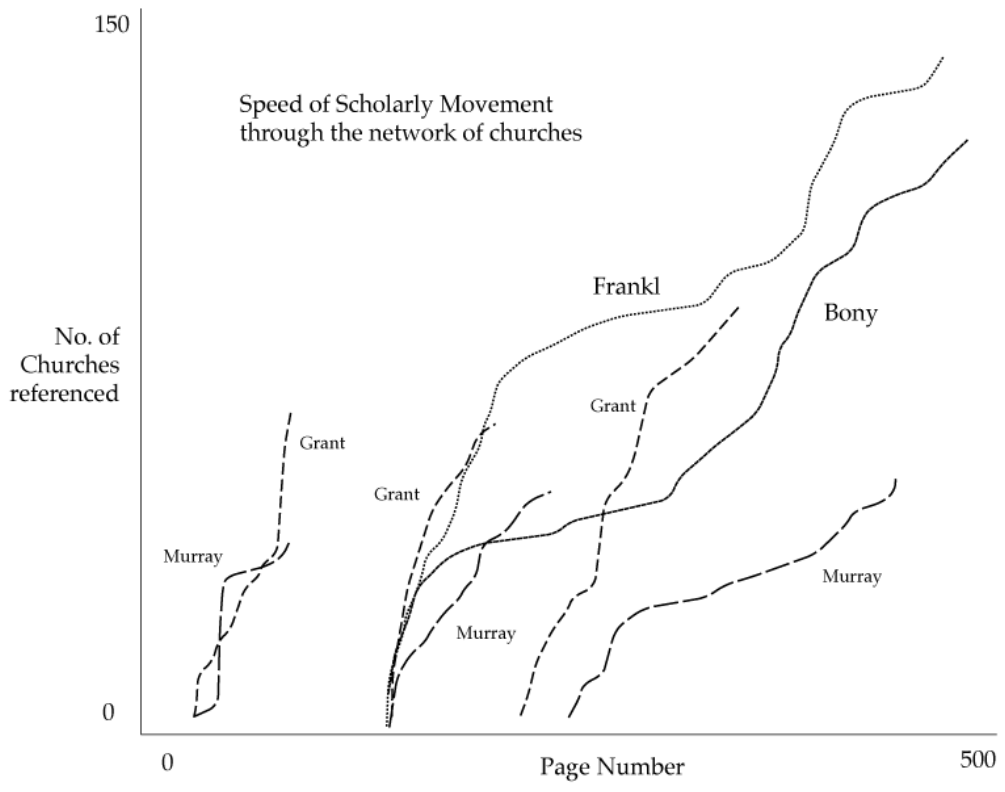 150
Speed of Scholarly Movement
through the network of churches
Frankl
Bony
No. of
Churches
referenced
Grant
Grant
Grant
Murray
Murray
Murray
0
0
Page Number
500